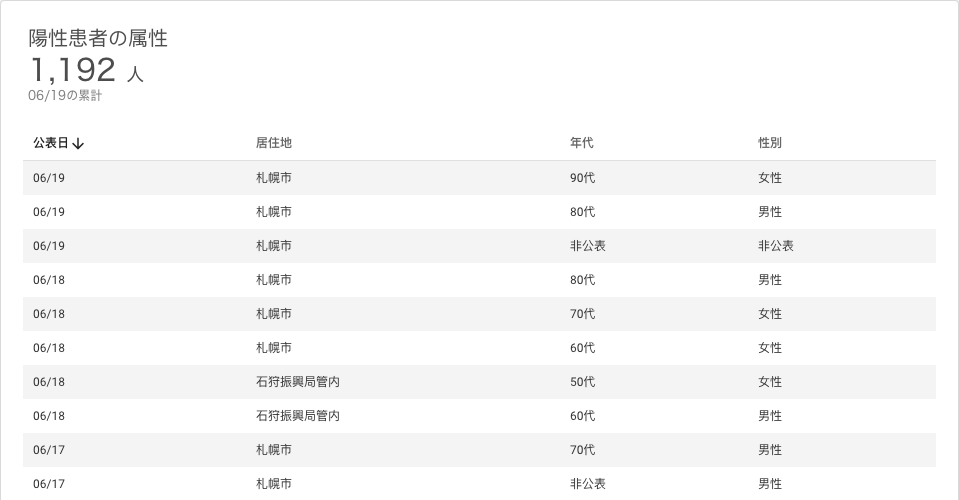 陽性患者の属性
1,192 人
06/19の累計
公表日↓ 居住地 年代 性別
06/19 札幌市 90代 女性
06/19 札幌市 80代 男性
06/19 札幌市 非公表 非公表
06/18 札幌市 80代 男性
06/18 札幌市 70代 女性
06/18 札幌市 60代 女性
06/18 石狩振興局管内 50代 女性
06/18 石狩振興局管内 60代 男性
06/17 札幌市 70代 男性
06/17 札幌市 非公表 男性